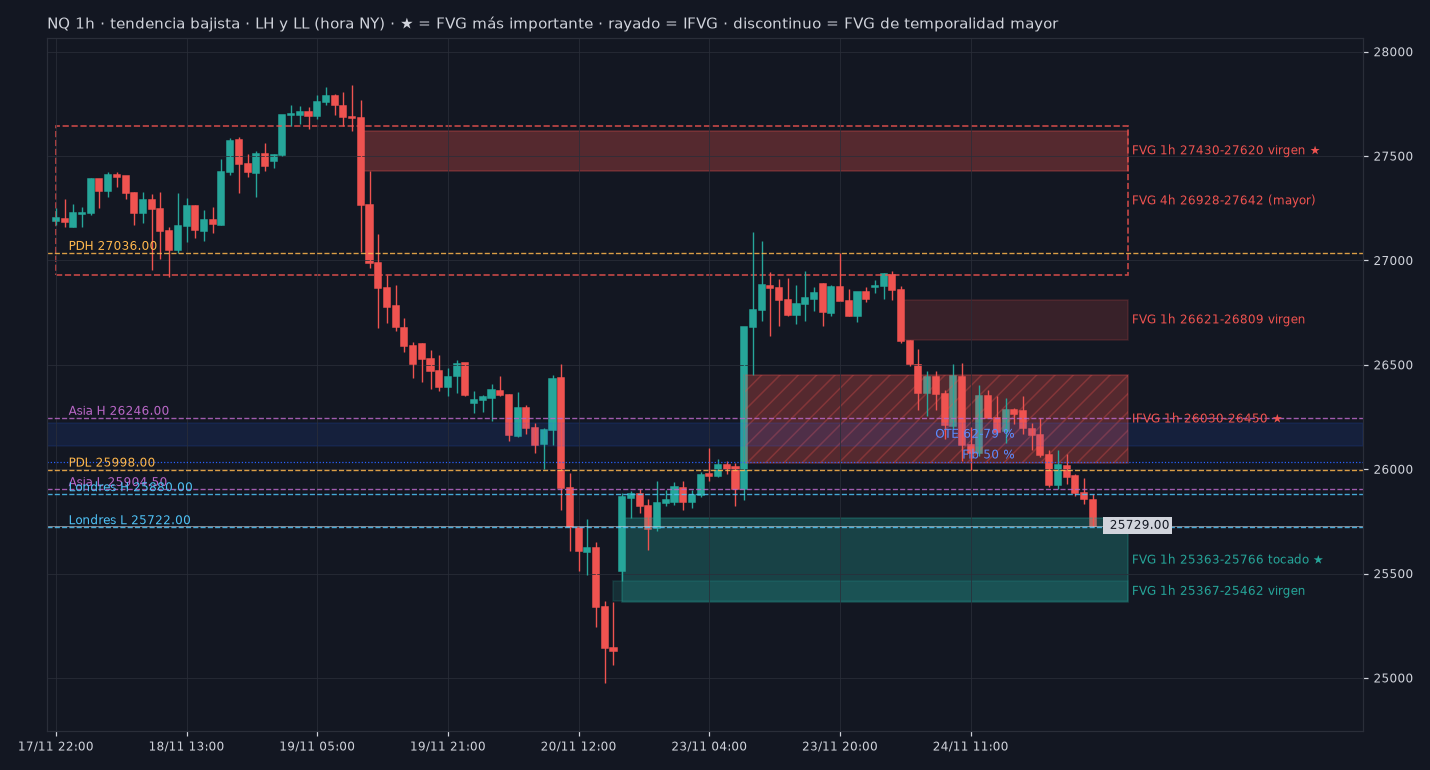 NQ 1h · tendencia bajista · LH y LL (hora NY) · ★ = FVG más importante · rayado = IFVG · discontinuo = FVG de temporalidad mayor
28000
FVG 1h 27430-27620 virgen ★
27500
FVG 4h 26928-27642 (mayor)
PDH 27036.00
27000
FVG 1h 26621-26809 virgen
26500
Asia H 26246.00
IFVG 1h 26030-26450 ★
OTE 62-79 %
PD 50 %
PDL 25998.00
26000
Asia L 25904.50
Londres H 25880.00
Londres L 25722.00
25729.00
FVG 1h 25363-25766 tocado ★
25500
FVG 1h 25367-25462 virgen
25000
17/11 22:00
18/11 13:00
19/11 05:00
19/11 21:00
20/11 12:00
23/11 04:00
23/11 20:00
24/11 11:00